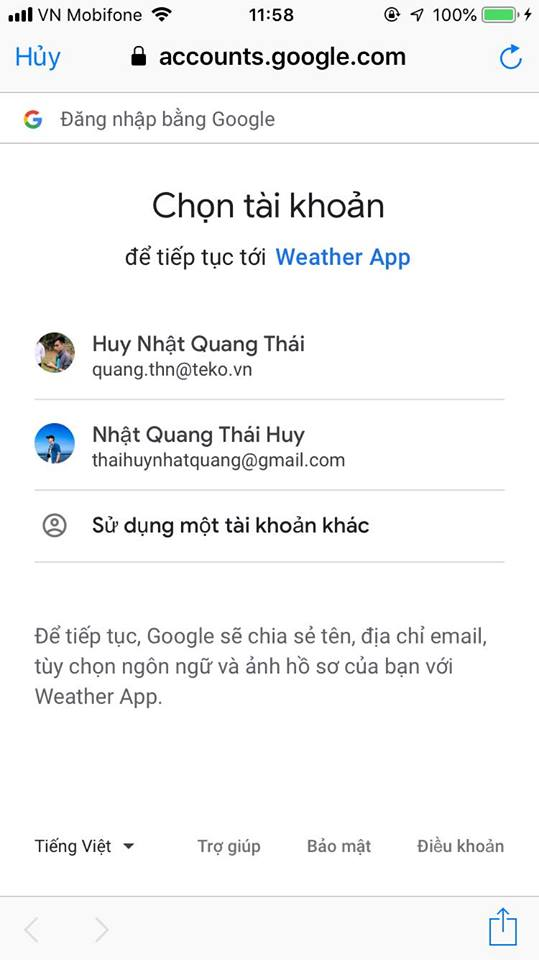 VN Mobifone 11:58 100%
Hủy accounts.google.com
Đăng nhập bằng Google
Chọn tài khoản
để tiếp tục tới Weather App
Huy Nhật Quang Thái
quang.thn@teko.vn
Nhật Quang Thái Huy
thaihuynhatquang@gmail.com
Sử dụng một tài khoản khác
Để tiếp tục, Google sẽ chia sẻ tên, địa chỉ email,
tùy chọn ngôn ngữ và ảnh hồ sơ của bạn với
Weather App.
Tiếng Việt Trợ giúp Bảo mật Điều khoản